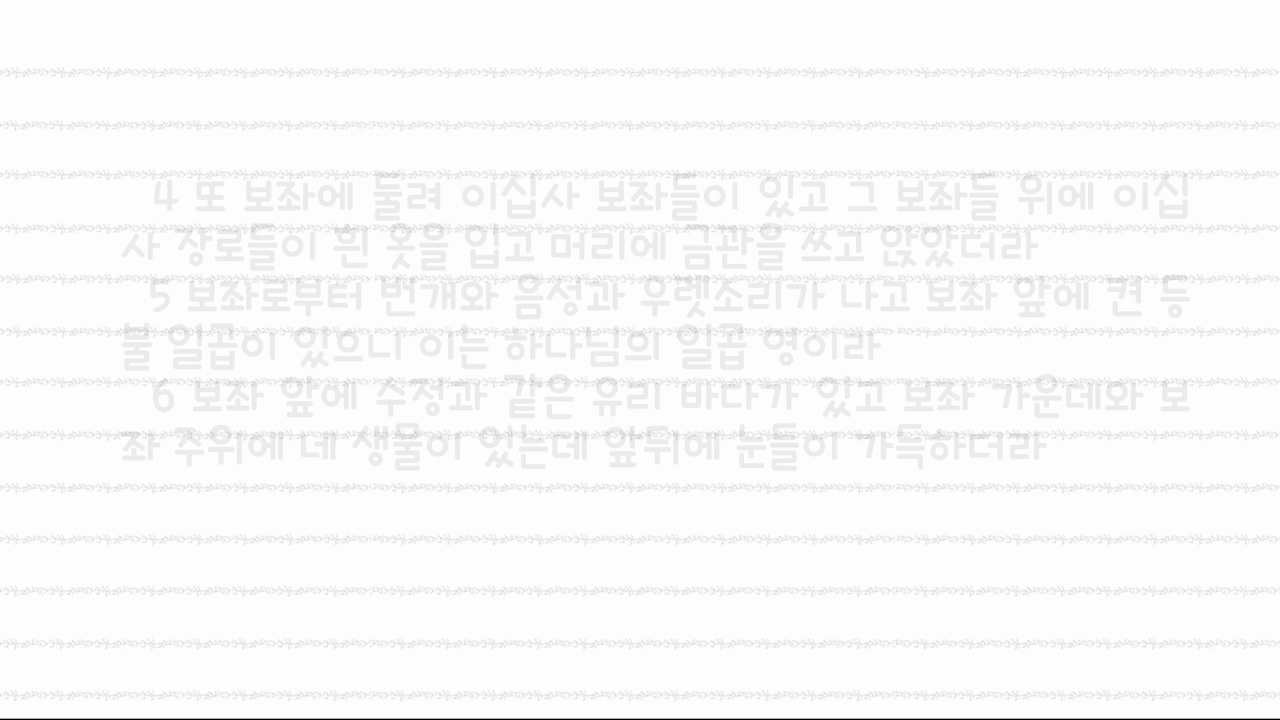 4 또 보좌에 둘려 이십사 보좌들이 있고 그 보좌들 위에 이십
사 장로들이 흰 옷을 입고 머리에 금관을 쓰고 앉았더라
5 보좌로부터 번개와 음성과 우렛소리가 나고 보좌 앞에 켠 등
불 일곱이 있으니 이는 하나님의 일곱 영이라
6 보좌 앞에 수정과 같은 유리 바다가 있고 보좌 가운데와 보
좌 주위에 네 생물이 있는데 앞뒤에 눈들이 가득하더라